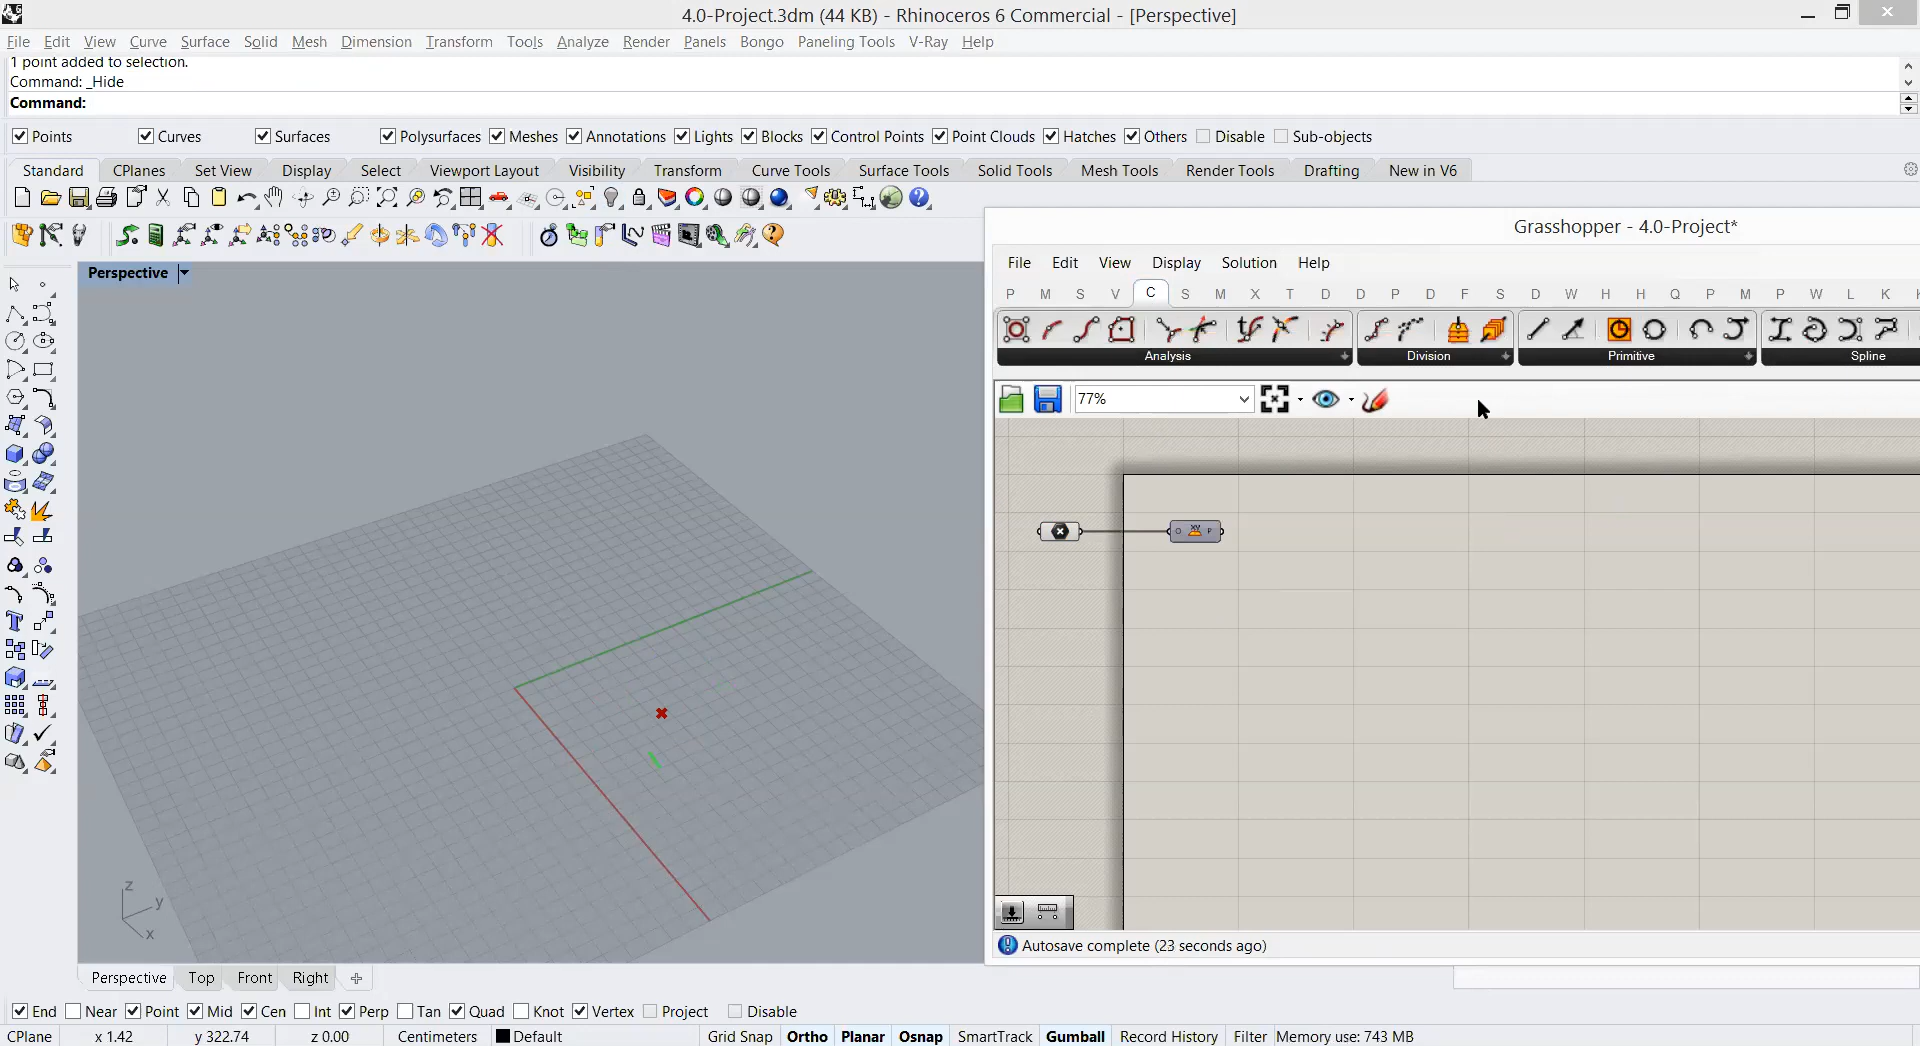 4.0-Project.3dm (44 KB) - Rhinoceros 6 Commercial - [Perspective]
File Edit View Curve Surface Solid Mesh Dimension Transform Tools Analyze Render Panels Bongo Paneling Tools V-Ray Help
1 point added to selection.
Command: _Hide
Command:
Points Curves Surfaces Polysurfaces Meshes Annotations Lights Blocks Control Points Point Clouds Hatches Others Disable Sub-objects
Standard CPlanes Set View Display Select Viewport Layout Visibility Transform Curve Tools Surface Tools Solid Tools Mesh Tools Render Tools Drafting New in V6
Grasshopper - 4.0-Project*
File Edit View Display Solution Help
P M S V C S M X T D D P D F S D W H H Q P M P W L K
Analysis Division Primitive Spline
77%
Perspective
O XY P
z
y
x
Autosave complete (23 seconds ago)
Perspective Top Front Right
End Near Point Mid Cen Int Perp Tan Quad Knot Vertex Project Disable
CPlane x 1.42 y 322.74 z 0.00 Centimeters Default Grid Snap Ortho Planar Osnap SmartTrack Gumball Record History Filter Memory use: 743 MB